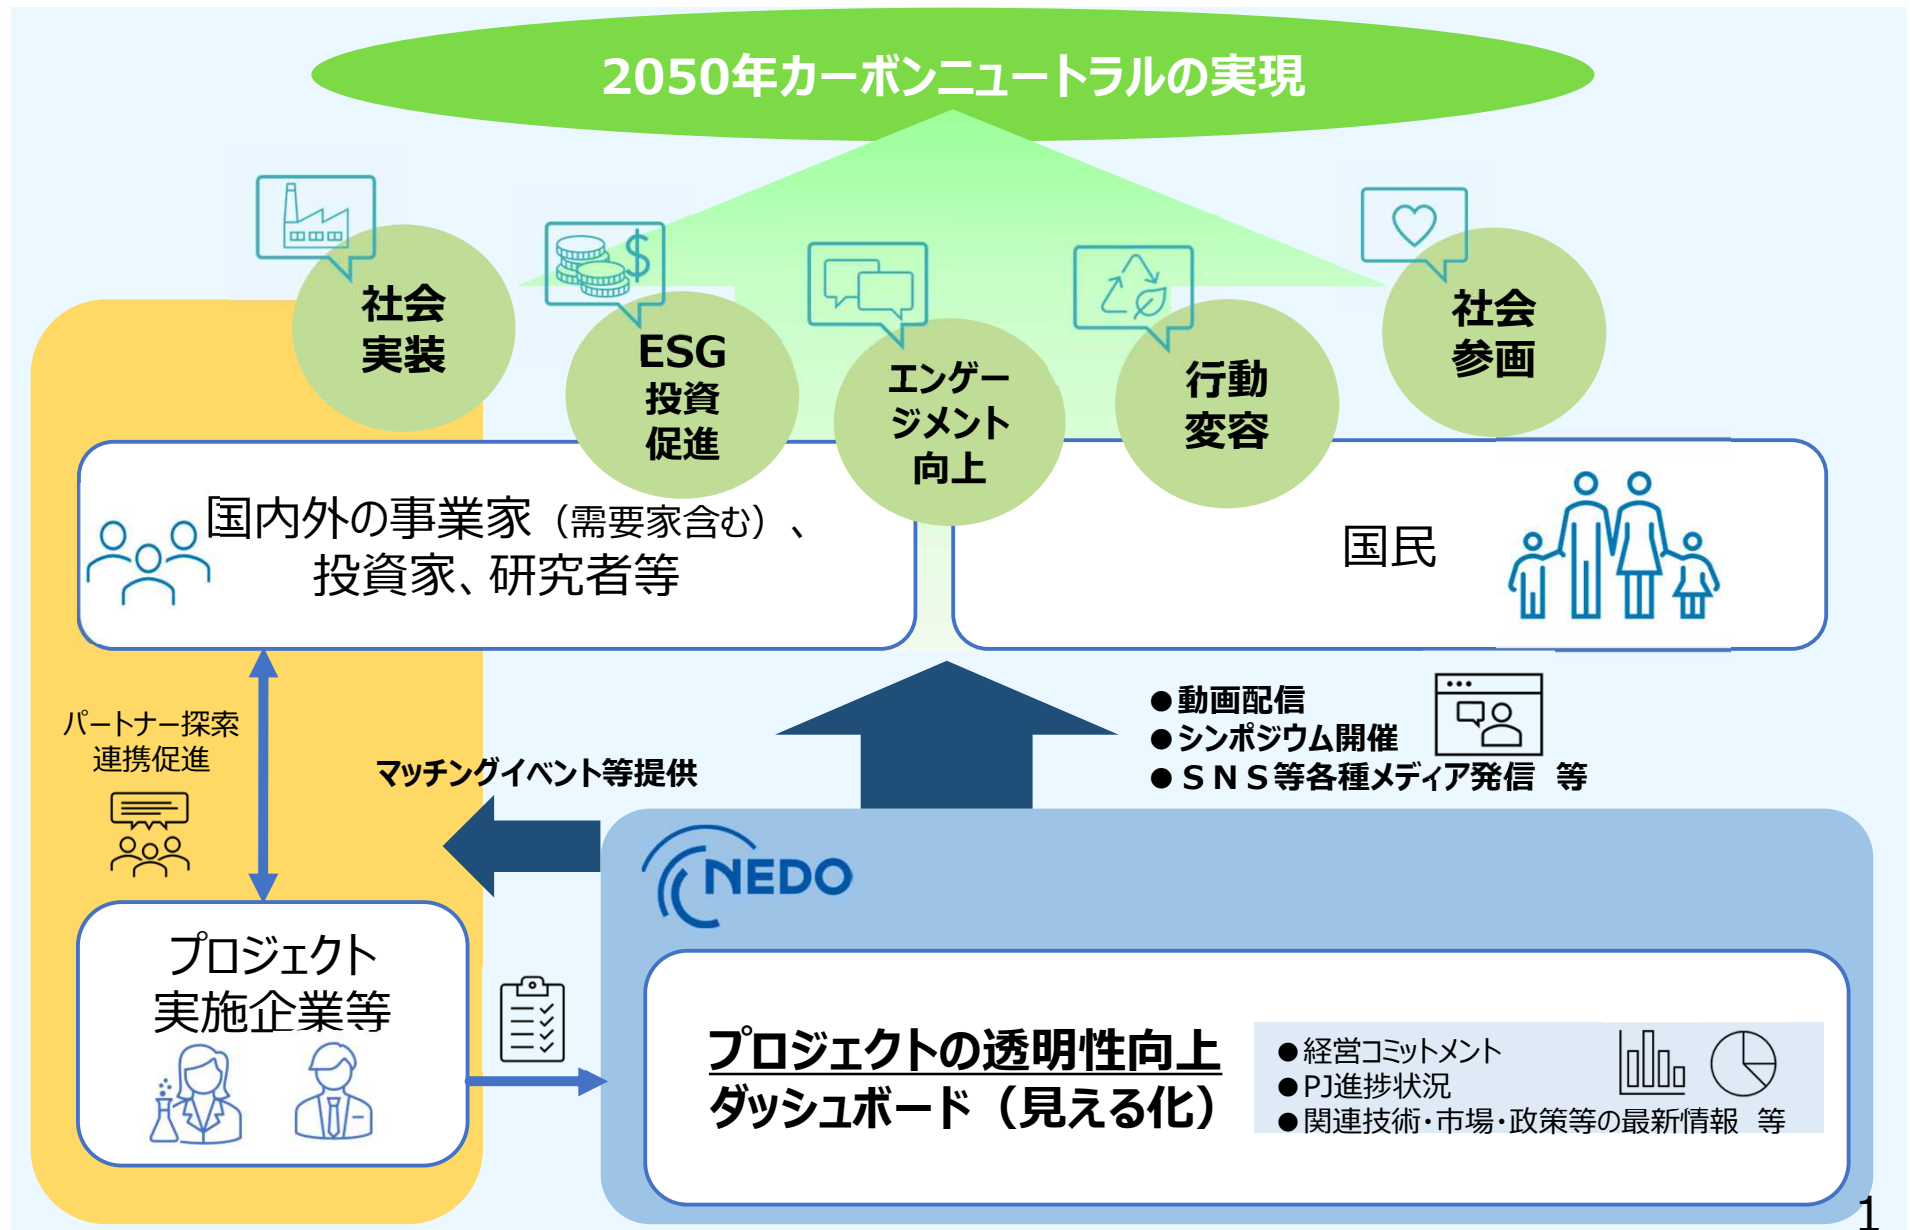 2050年カーボンニュートラルの実現
社会
実装
ESG
投資
促進
エンゲー
ジメント
向上
行動
変容
社会
参画
国内外の事業家（需要家含む）、
投資家、研究者等
国民
パートナー探索
連携促進
マッチングイベント等提供
●動画配信
●シンポジウム開催
●ＳＮＳ等各種メディア発信　等
NEDO
プロジェクト
実施企業等
プロジェクトの透明性向上
ダッシュボード（見える化）
●経営コミットメント
●PJ進捗状況
●関連技術・市場・政策等の最新情報　等
1